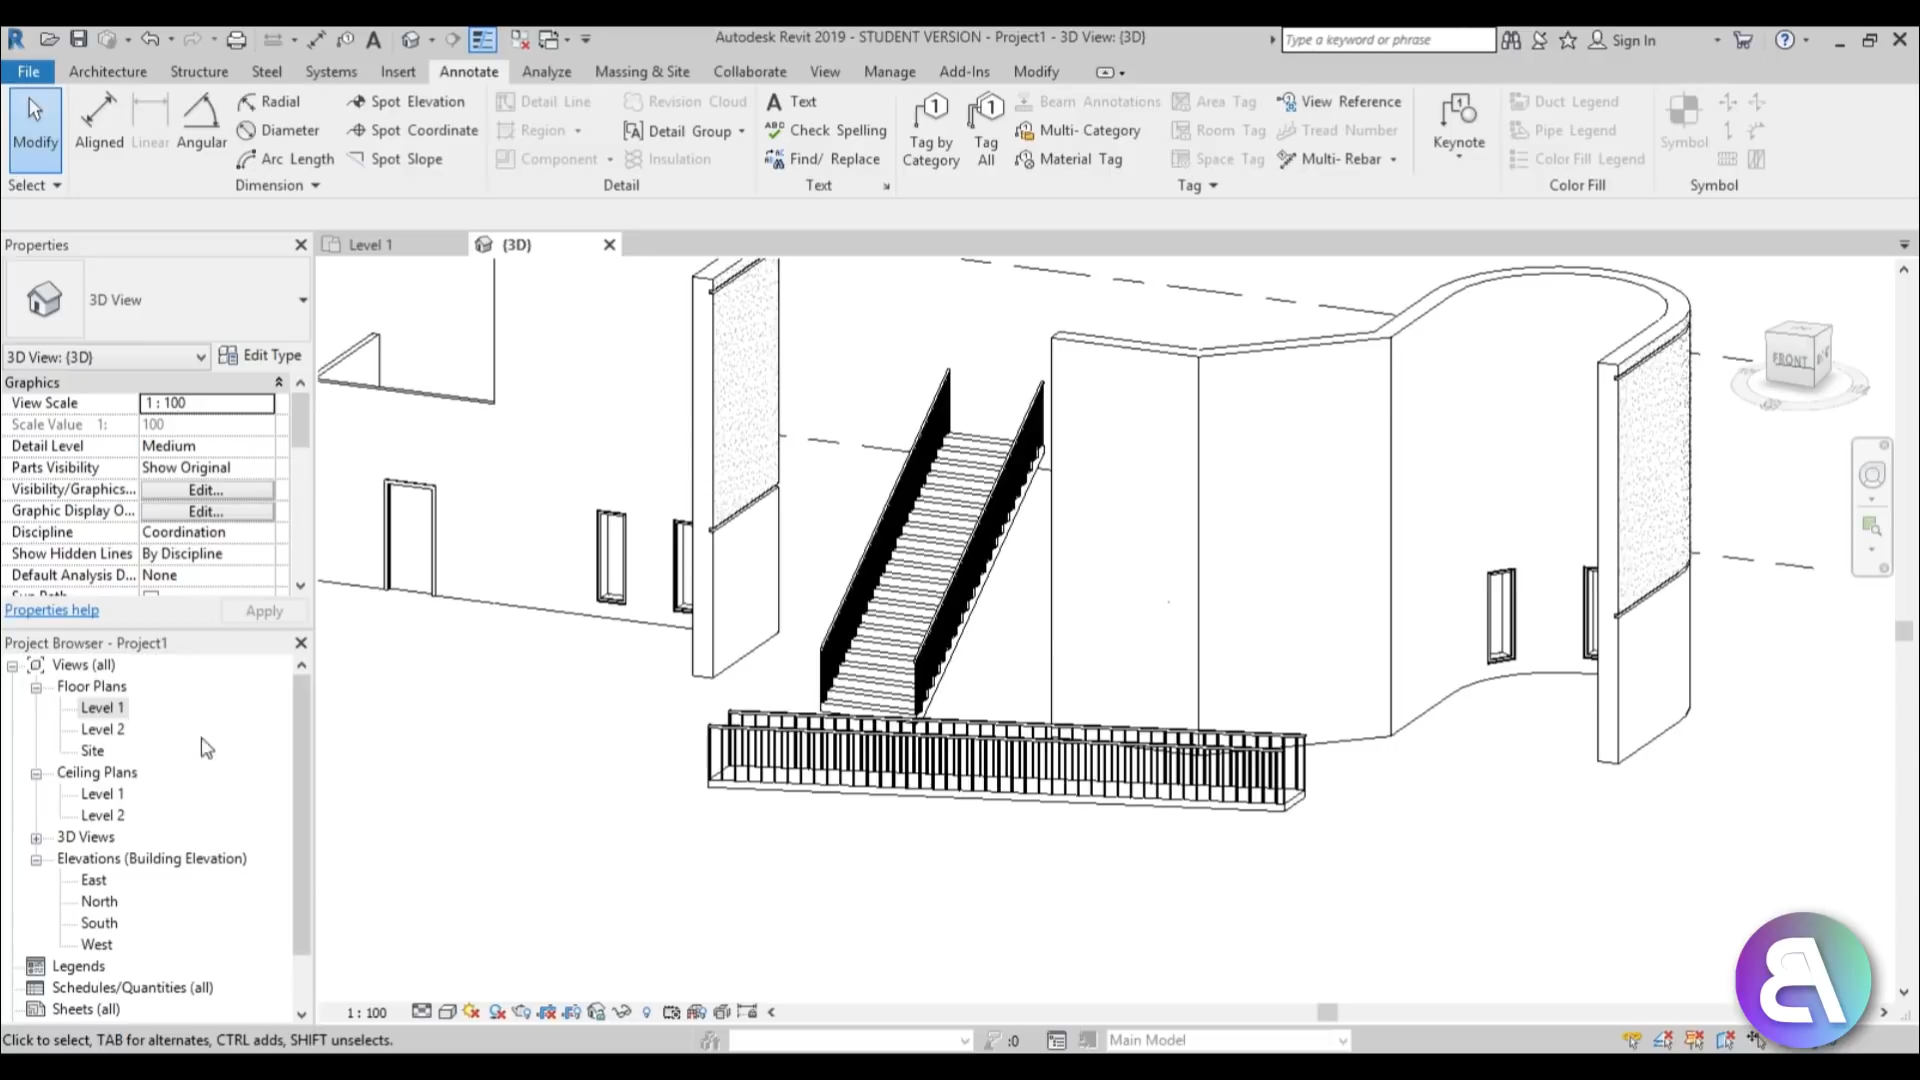 Autodesk Revit 2019 - STUDENT VERSION - Project1 - 3D View: {3D}
Type a keyword or phrase
Sign In
File Architecture Structure Steel Systems Insert Annotate Analyze Massing & Site Collaborate View Manage Add-Ins Modify
Modify
Aligned
Linear
Angular
Radial
Diameter
Arc Length
Spot Elevation
Spot Coordinate
Spot Slope
Detail Line
Region
Component
Revision Cloud
Detail Group
Insulation
Text
Check Spelling
Find/ Replace
Tag by
Category
Tag
All
Beam Annotations
Multi- Category
Material Tag
Area Tag
Room Tag
Space Tag
View Reference
Tread Number
Multi- Rebar
Keynote
Duct Legend
Pipe Legend
Color Fill Legend
Symbol
Select
Dimension
Detail
Text
Tag
Color Fill
Symbol
Properties
Level 1
{3D}
3D View
3D View: {3D}
Edit Type
Graphics
View Scale 1 : 100
Scale Value 1: 100
Detail Level Medium
Parts Visibility Show Original
Visibility/Graphics... Edit...
Graphic Display O... Edit...
Discipline Coordination
Show Hidden Lines By Discipline
Default Analysis D... None
Properties help
Apply
Project Browser - Project1
Views (all)
Floor Plans
Level 1
Level 2
Site
Ceiling Plans
Level 1
Level 2
3D Views
Elevations (Building Elevation)
East
North
South
West
Legends
Schedules/Quantities (all)
Sheets (all)
FRONT
1 : 100
Click to select, TAB for alternates, CTRL adds, SHIFT unselects.
:0
Main Model